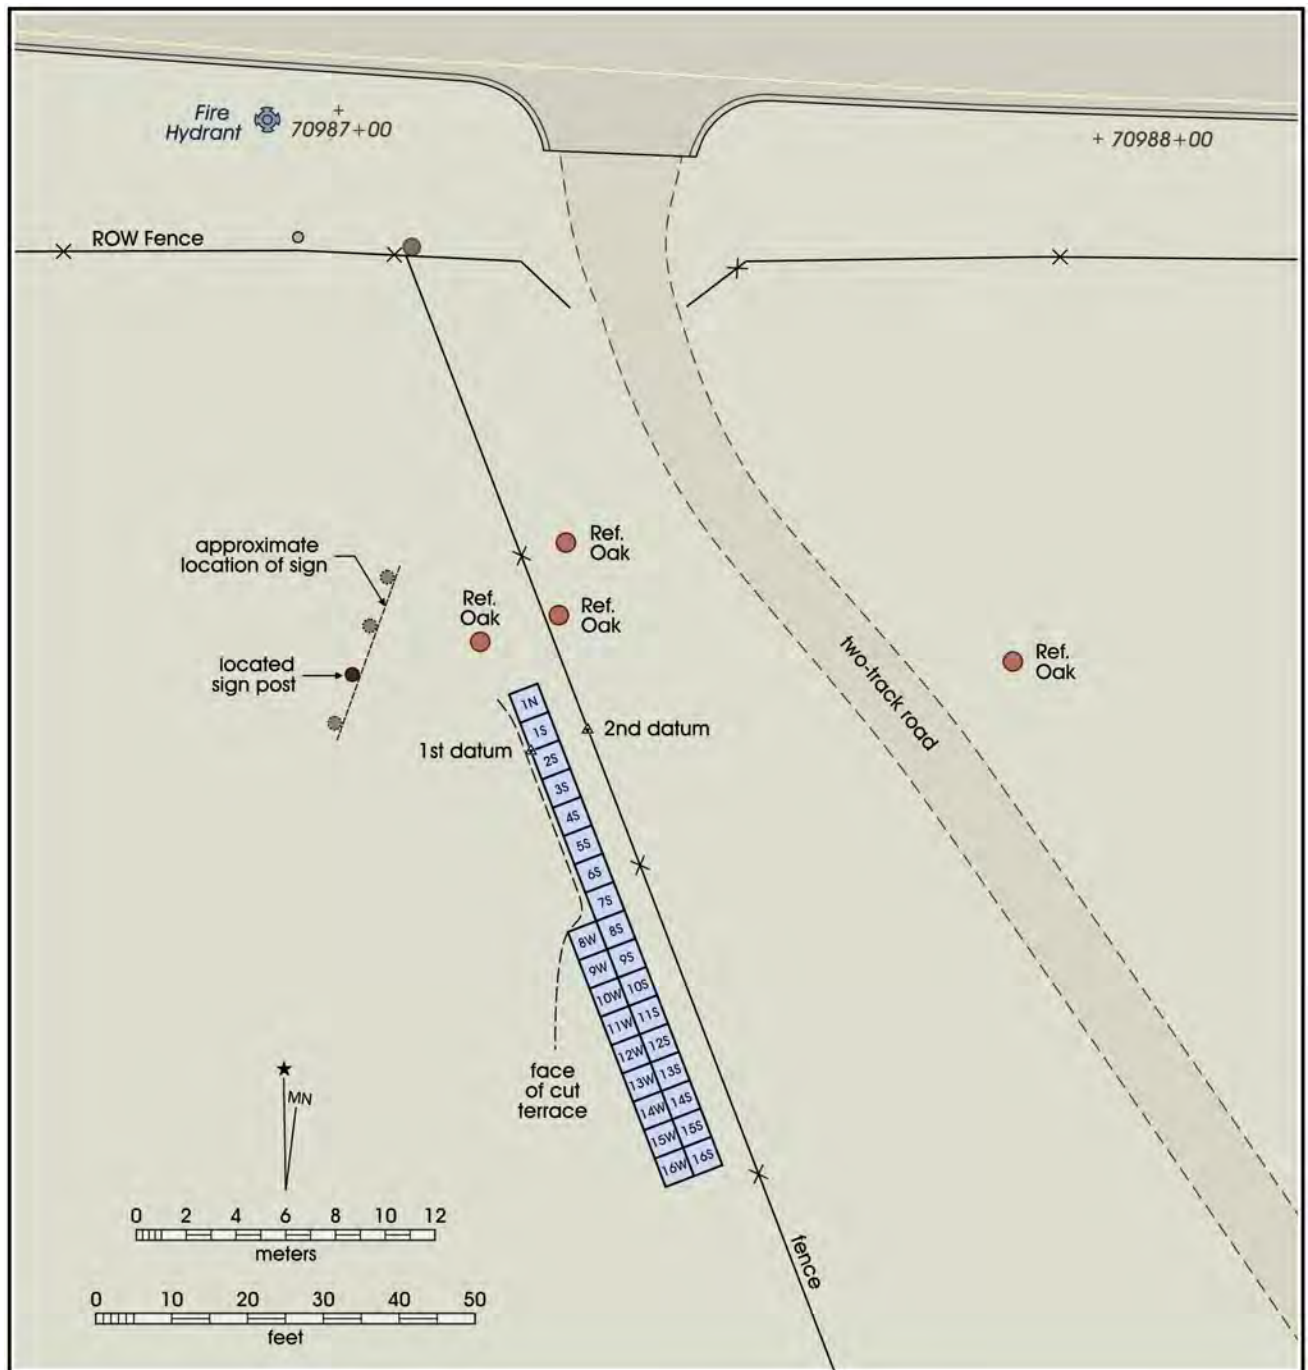 Fire
Hydrant
+
70987+00
+ 70988+00
ROW Fence
Ref.
Oak
approximate
location of sign
Ref.
Oak
Ref.
Oak
located
sign post
two-track road
Ref.
Oak
1N
1S
2nd datum
1st datum
2S
3S
4S
5S
6S
7S
8W 8S
9W 9S
10W 10S
11W 11S
12W 12S
13W 13S
14W 14S
15W 15S
16W 16S
face
of cut
terrace
MN
0 2 4 6 8 10 12
meters
0 10 20 30 40 50
feet
fence